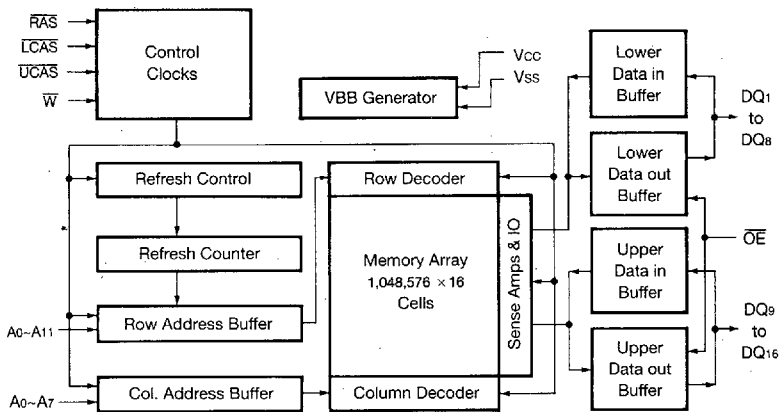 RAS
LCAS
UCAS
W
Control
Clocks
Vcc
Vss
VBB Generator
Lower
Data in
Buffer
DQ1
to
DQ8
Lower
Data out
Buffer
Refresh Control
Row Decoder
Refresh Counter
Memory Array
1,048,576 × 16
Cells
Sense Amps & IO
OE
Upper
Data in
Buffer
A0~A11
Row Address Buffer
DQ9
to
DQ16
Upper
Data out
Buffer
A0~A7
Col. Address Buffer
Column Decoder